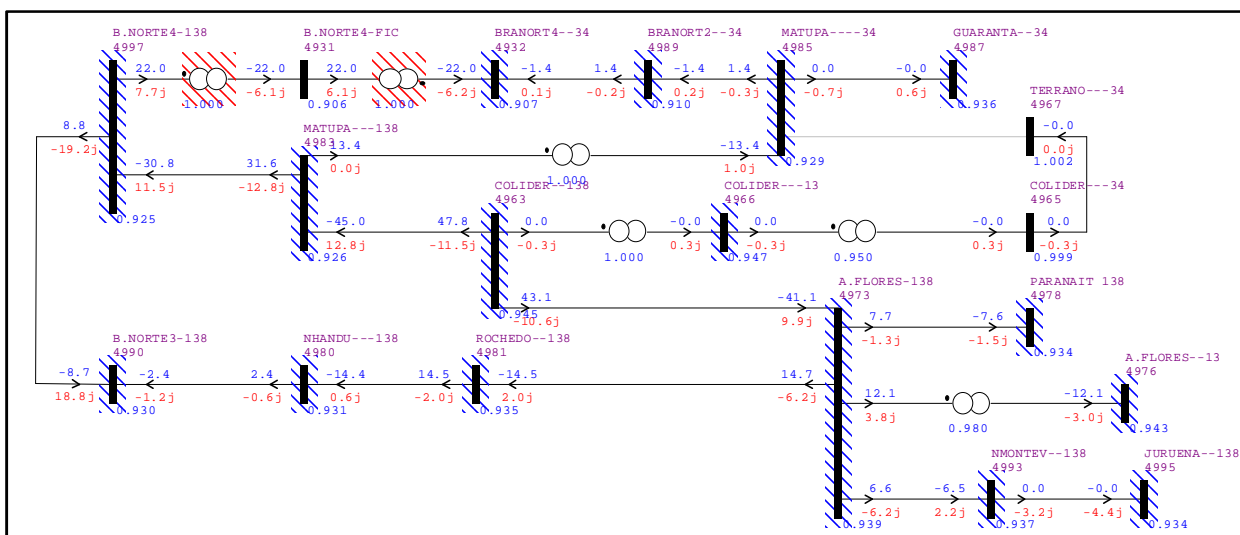 B.NORTE4-138 B.NORTE4-FIC BRANORT4--34 BRANORT2--34 MATUPA----34 GUARANTA--34
4997 4931 4932 4989 4985 4987
22.0 -22.0 22.0 -22.0 -1.4 1.4 -1.4 1.4 0.0 -0.0
7.7j -6.1j 6.1j -6.2j 0.1j -0.2j 0.2j -0.3j -0.7j 0.6j
1.000 0.906 1.000 0.907 0.910 0.936
TERRANO---34
4967
8.8 MATUPA---138 -0.0
-19.2j 4983 13.4 -13.4 0.0j
0.0j 1.000 1.0j 0.929 1.002
-30.8 31.6 COLIDER--138 COLIDER---13 COLIDER---34
11.5j -12.8j 4963 4966 4965
0.925 -45.0 47.8 0.0 -0.0 0.0 -0.0 0.0
12.8j -11.5j -0.3j 0.3j -0.3j 0.3j -0.3j
0.926 1.000 0.947 0.950 0.999
A.FLORES-138 PARANAIT 138
4973 4978
43.1 -41.1
0.945 -10.6j 9.9j
7.7 -7.6
-1.3j -1.5j
0.934
B.NORTE3-138 NHANDU---138 ROCHEDO--138
4990 4980 4981
A.FLORES--13
4976
-8.7 -2.4 2.4 -14.4 14.5 -14.5 14.7
18.8j -1.2j -0.6j 0.6j -2.0j 2.0j -6.2j
0.930 0.931 0.935
12.1 -12.1
3.8j -3.0j
0.980 0.943
NMONTEV--138 JURUENA--138
4993 4995
6.6 -6.5 0.0 -0.0
-6.2j 2.2j -3.2j -4.4j
0.939 0.937 0.934